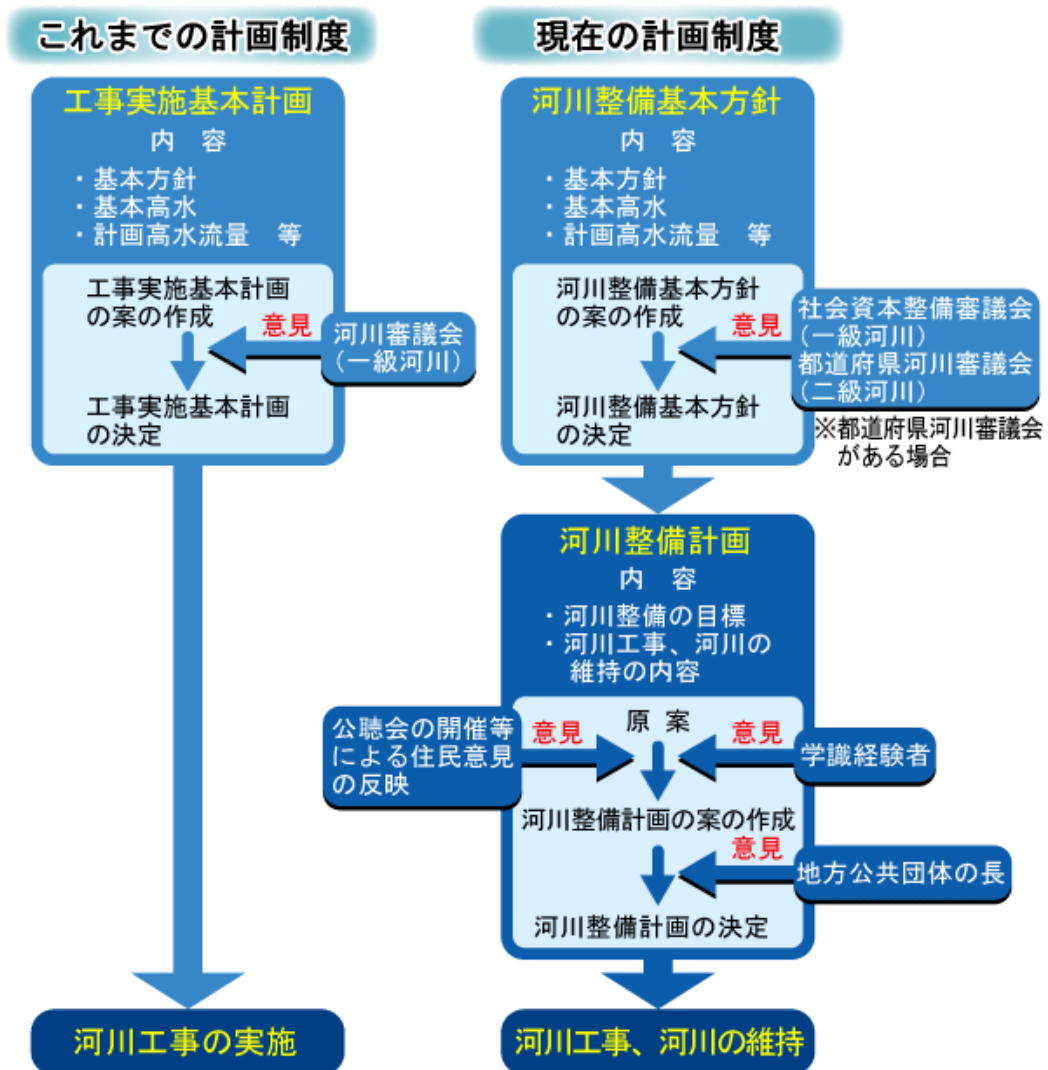 これまでの計画制度
工事実施基本計画
内 容
・基本方針
・基本高水
・計画高水流量 等
工事実施基本計画
の案の作成
意見
河川審議会
(一級河川)
工事実施基本計画
の決定
河川工事の実施
現在の計画制度
河川整備基本方針
内 容
・基本方針
・基本高水
・計画高水流量 等
河川整備基本方針
の案の作成
意見
社会資本整備審議会
(一級河川)
都道府県河川審議会
(二級河川)
※都道府県河川審議会
がある場合
河川整備基本方針
の決定
河川整備計画
内 容
・河川整備の目標
・河川工事、河川の
維持の内容
原 案
公聴会の開催等
による住民意見
の反映
意見
意見
学識経験者
河川整備計画の案の作成
意見
地方公共団体の長
河川整備計画の決定
河川工事、河川の維持